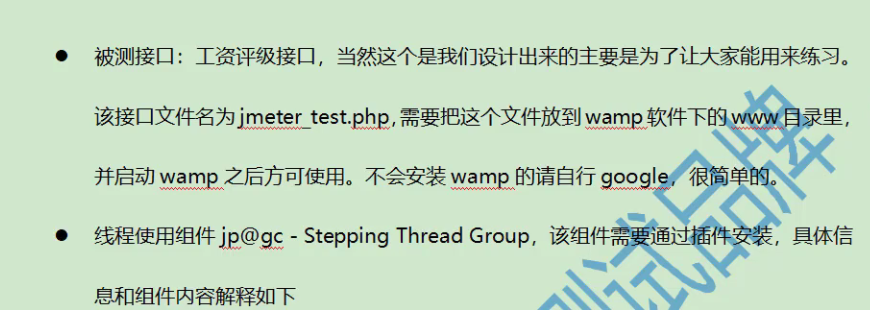 ● 被测接口：工资评级接口，当然这个是我们设计出来的主要是为了让大家能用来练习。
该接口文件名为 jmeter_test.php，需要把这个文件放到 wamp 软件下的 www 目录里，
并启动 wamp 之后方可使用。不会安装 wamp 的请自行 google，很简单的。
● 线程使用组件 jp@gc - Stepping Thread Group，该组件需要通过插件安装，具体信
息和组件内容解释如下
测试品牌